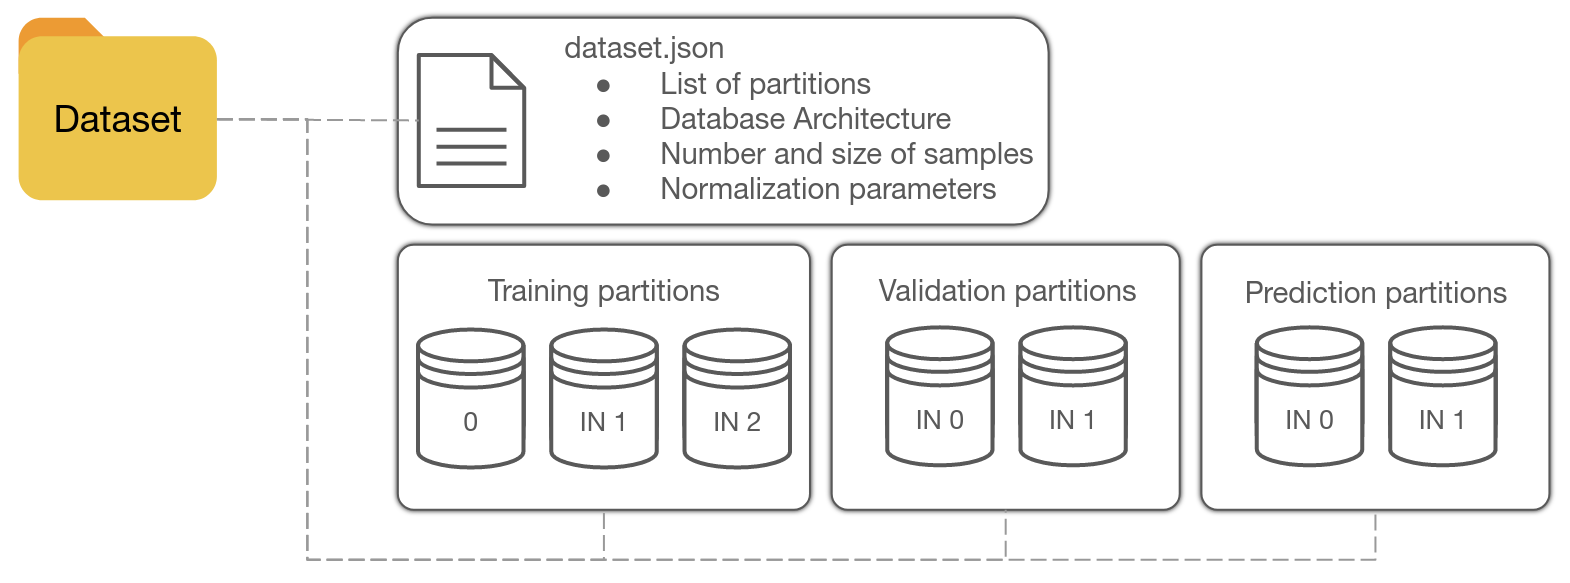 Dataset
dataset.json
● List of partitions
● Database Architecture
● Number and size of samples
● Normalization parameters
Training partitions
0 IN 1 IN 2
Validation partitions
IN 0 IN 1
Prediction partitions
IN 0 IN 1